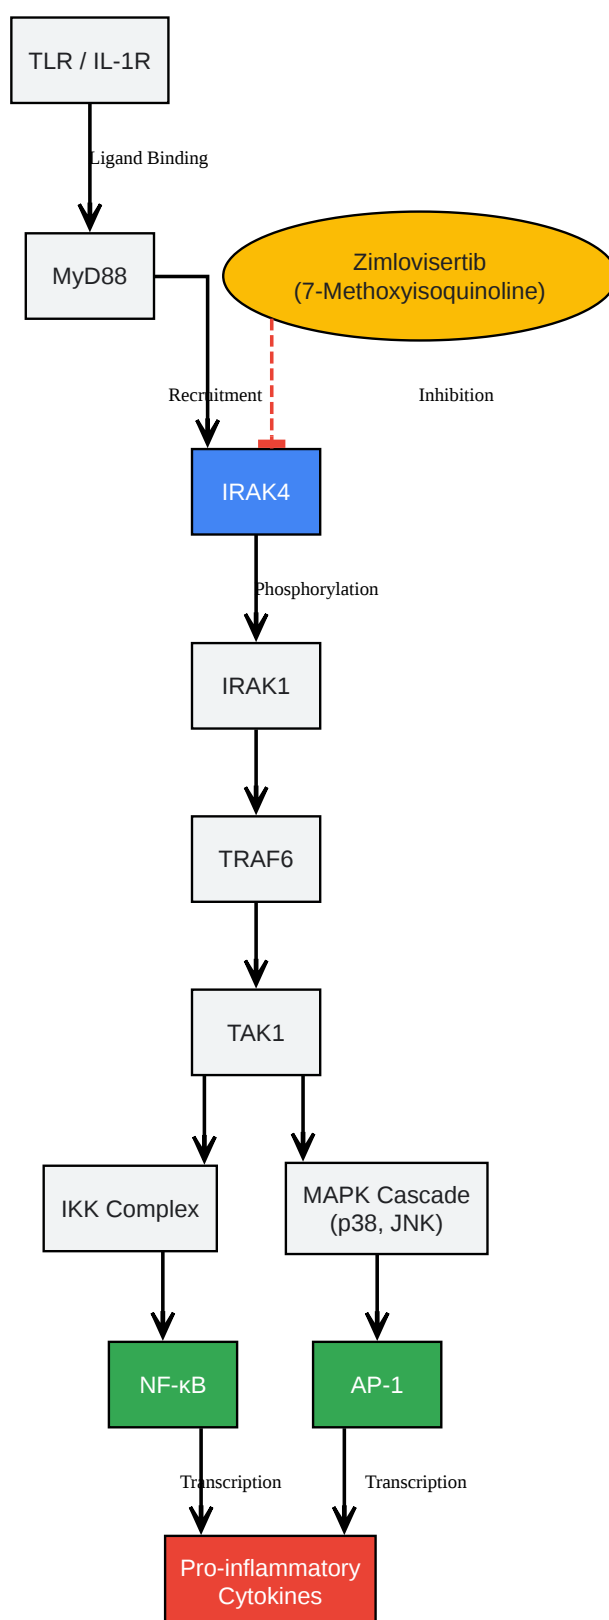 TLR / IL-1R
Ligand Binding
MyD88
Zimlovisertib
(7-Methoxyisoquinoline)
Recruitment
Inhibition
IRAK4
Phosphorylation
IRAK1
TRAF6
TAK1
IKK Complex
MAPK Cascade
(p38, JNK)
NF-κB
AP-1
Transcription
Transcription
Pro-inflammatory
Cytokines